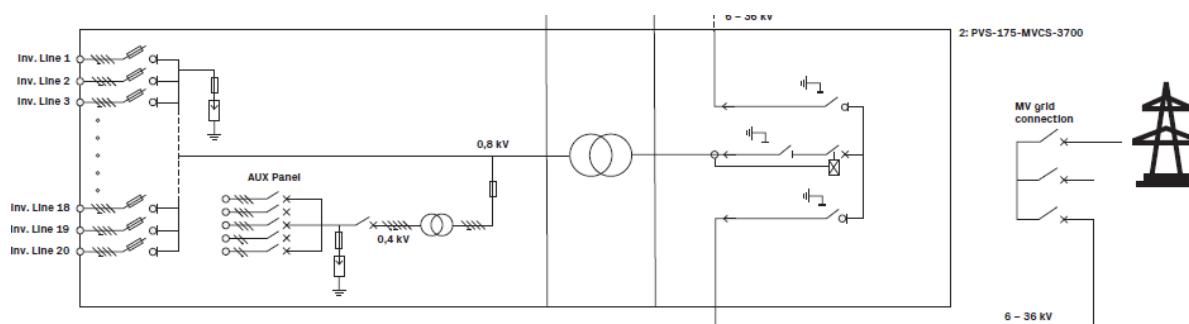 6 – 36 kV
2: PVS-175-MVCS-3700
Inv. Line 1
Inv. Line 2
Inv. Line 3
MV grid
connection
0,8 kV
AUX Panel
Inv. Line 18
Inv. Line 19
0,4 kV
Inv. Line 20
6 – 36 kV